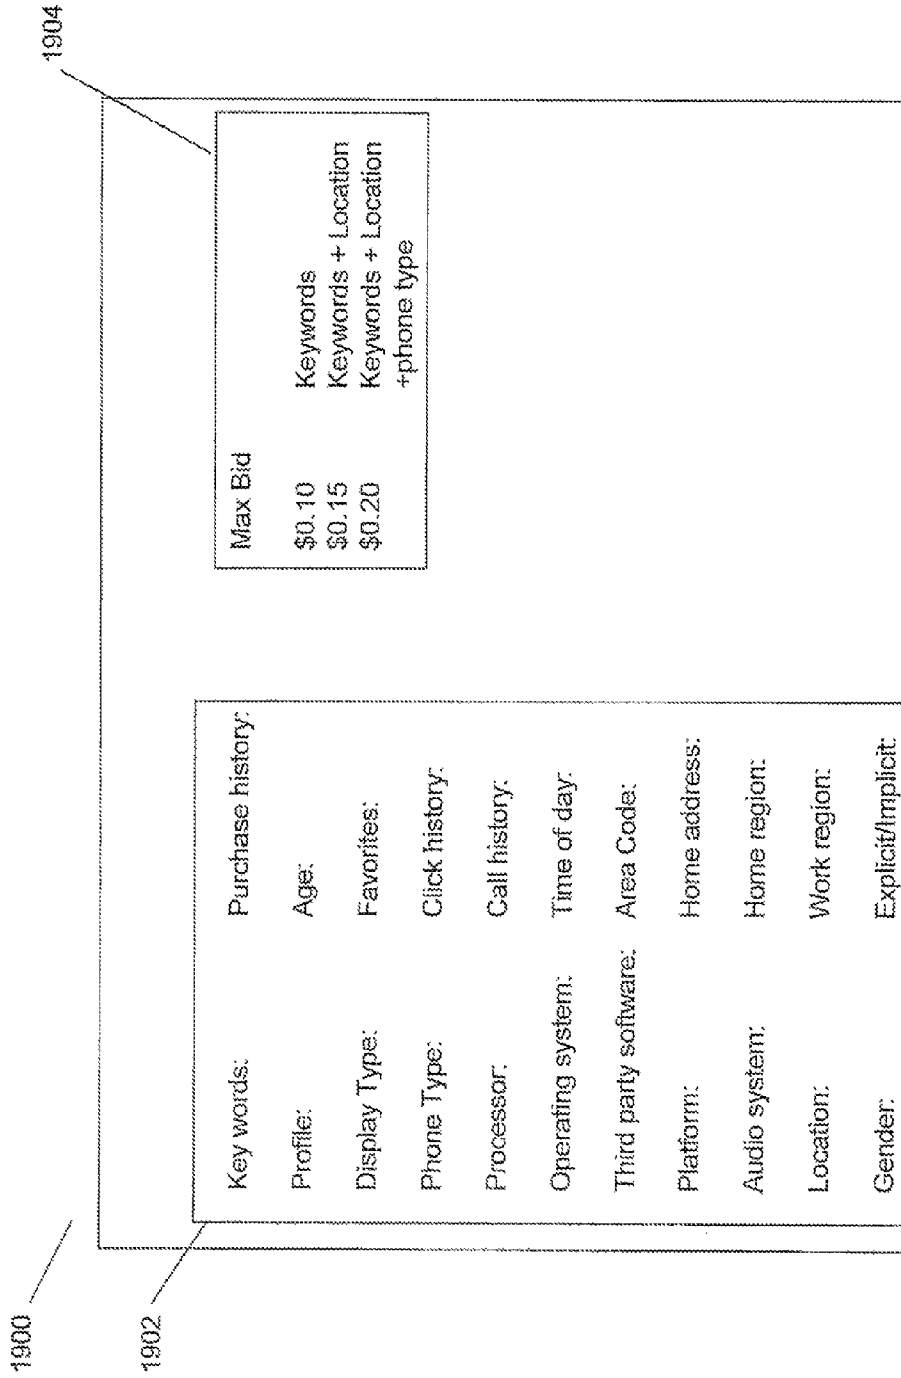 1900
1902
1904
Key words: Purchase history:
Profile: Age:
Display Type: Favorites:
Phone Type: Click history:
Processor: Call history:
Operating system: Time of day:
Third party software: Area Code:
Platform: Home address:
Audio system: Home region:
Location: Work region:
Gender: Explicit/Implicit:
Max Bid
$0.10 Keywords
$0.15 Keywords + Location
$0.20 Keywords + Location
+phone type